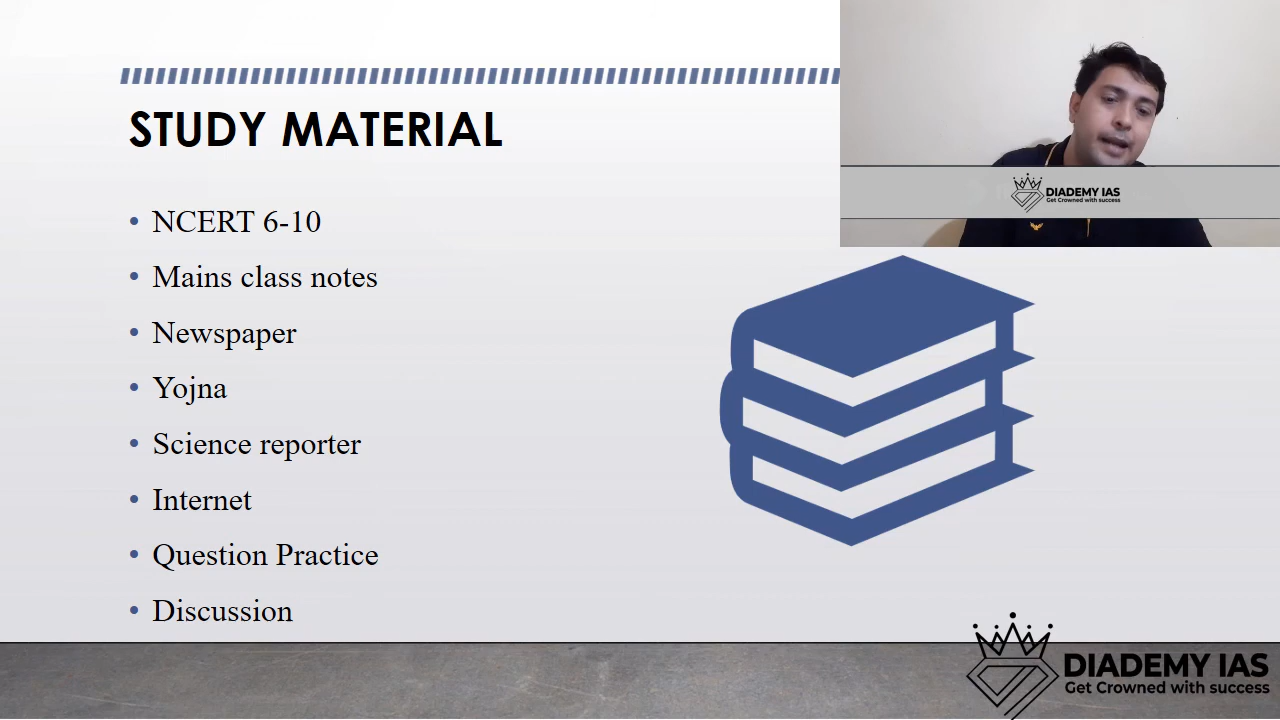 STUDY MATERIAL
• NCERT 6-10
• Mains class notes
• Newspaper
• Yojna
• Science reporter
• Internet
• Question Practice
• Discussion
DIADEMY IAS
Get Crowned with success
DIADEMY IAS
Get Crowned with success